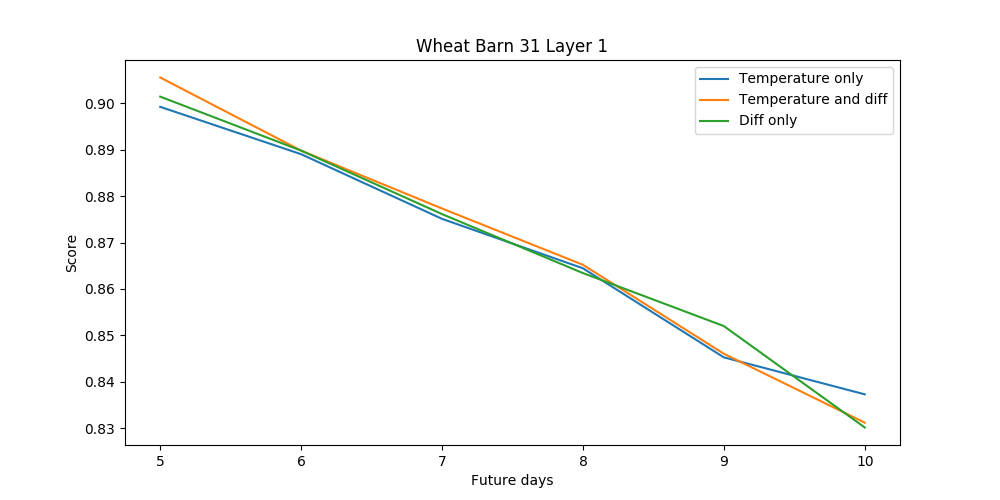 Wheat Barn 31 Layer 1
Temperature only
Temperature and diff
Diff only
Score
0.90
0.89
0.88
0.87
0.86
0.85
0.84
0.83
5 6 7 8 9 10
Future days